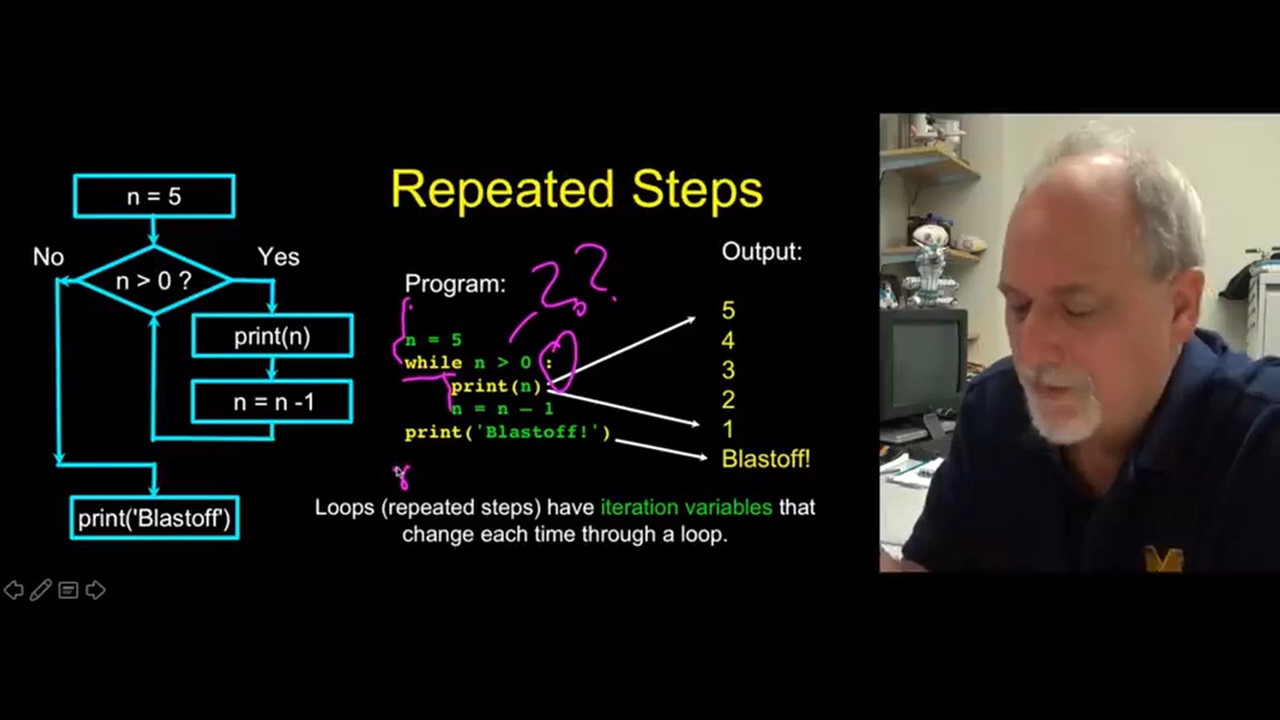 Repeated Steps
n = 5
No
Yes
n > 0 ?
print(n)
n = n -1
print('Blastoff')
Program:
??
n = 5
while n > 0 :
print(n)
n = n – 1
print('Blastoff!')
Output:
5
4
3
2
1
Blastoff!
Loops (repeated steps) have iteration variables that
change each time through a loop.
M